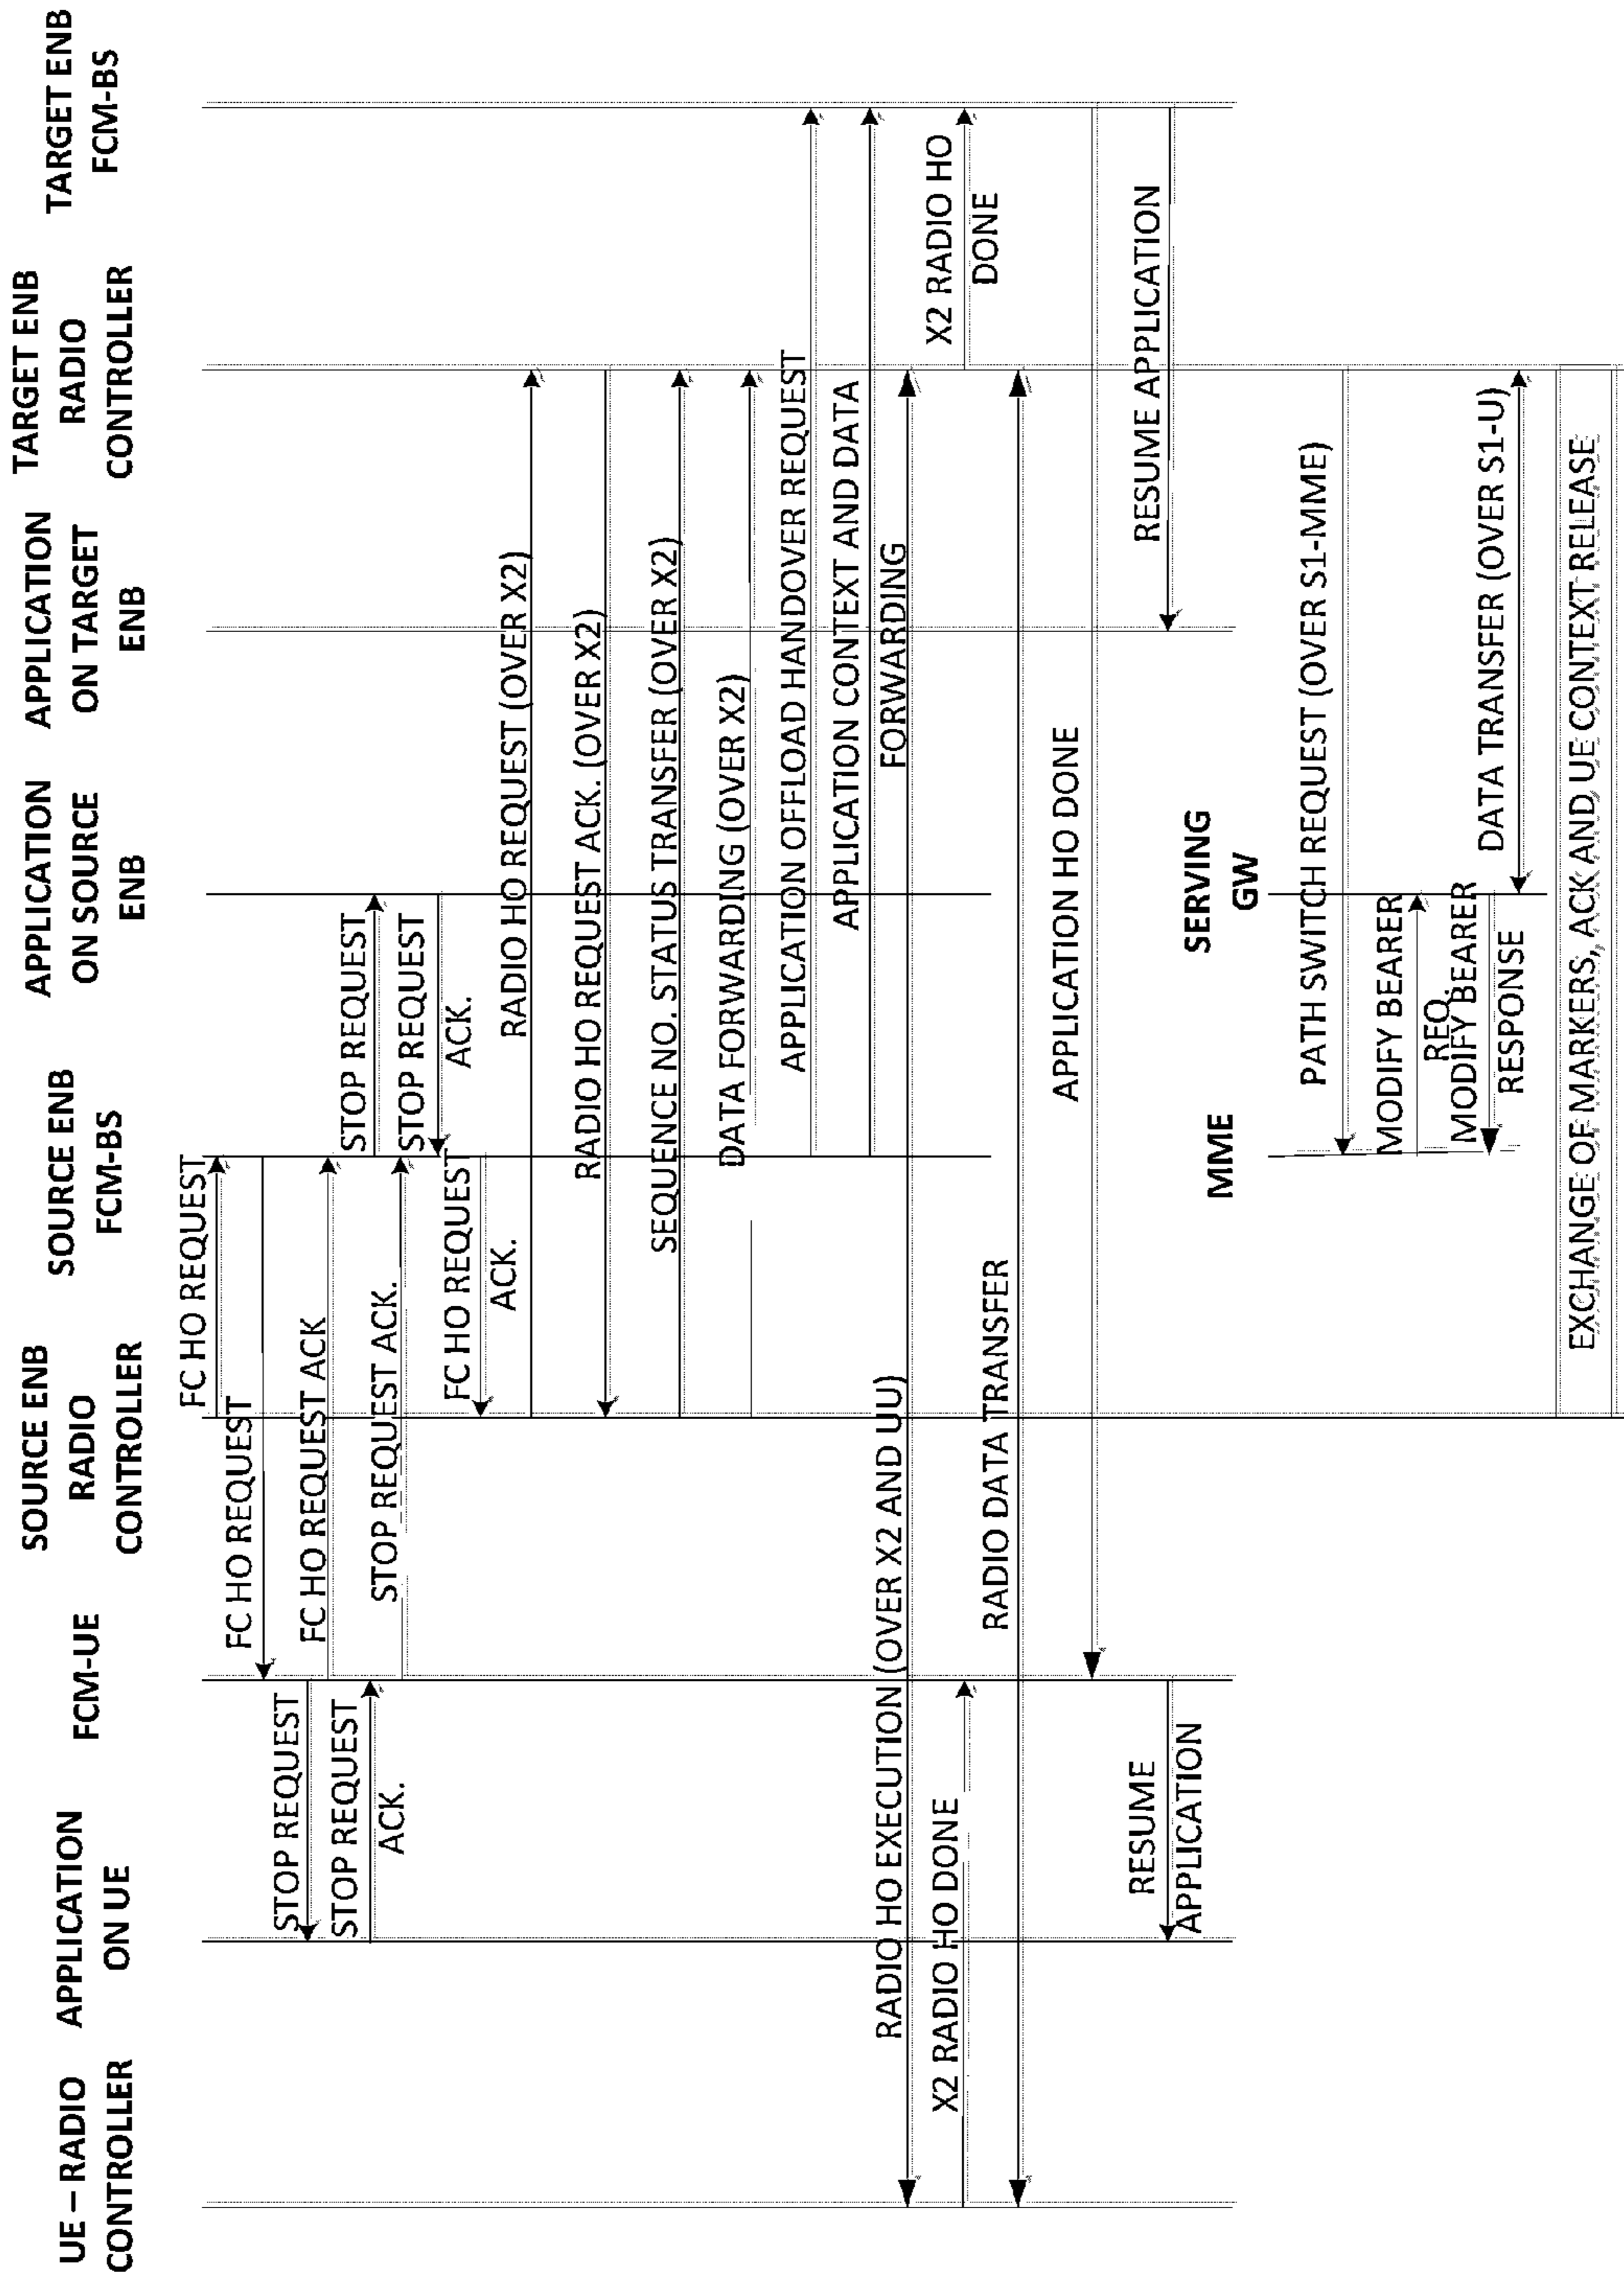 UE – RADIO
CONTROLLER
APPLICATION
ON UE
FCM-UE
SOURCE ENB
RADIO
CONTROLLER
SOURCE ENB
FCM-BS
APPLICATION
ON SOURCE
ENB
APPLICATION
ON TARGET
ENB
TARGET ENB
RADIO
CONTROLLER
TARGET ENB
FCM-BS
FC HO REQUEST
FC HO REQUEST
STOP REQUEST
FC HO REQUEST ACK
STOP REQUEST
ACK.
STOP REQUEST
STOP REQUEST ACK.
STOP REQUEST
ACK.
FC HO REQUEST
ACK.
RADIO HO REQUEST (OVER X2)
RADIO HO REQUEST ACK. (OVER X2)
SEQUENCE NO. STATUS TRANSFER (OVER X2)
DATA FORWARDING (OVER X2)
APPLICATION OFFLOAD HANDOVER REQUEST
APPLICATION CONTEXT AND DATA
FORWARDING
RADIO HO EXECUTION (OVER X2 AND UU)
X2 RADIO HO DONE
X2 RADIO HO
DONE
RADIO DATA TRANSFER
APPLICATION HO DONE
RESUME
APPLICATION
RESUME APPLICATION
MME
SERVING
GW
PATH SWITCH REQUEST (OVER S1-MME)
MODIFY BEARER
REQ.
MODIFY BEARER
RESPONSE
DATA TRANSFER (OVER S1-U)
EXCHANGE OF MARKERS, ACK AND UE CONTEXT RELEASE